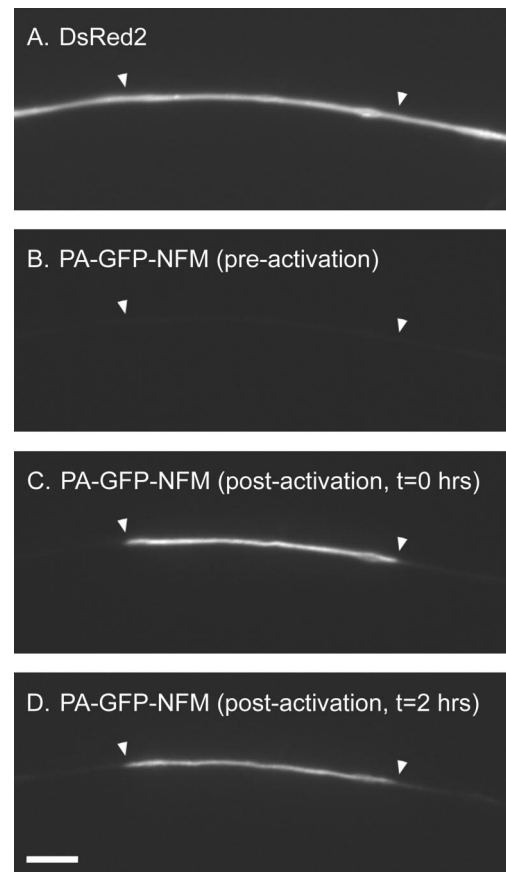 A. DsRed2
B. PA-GFP-NFM (pre-activation)
C. PA-GFP-NFM (post-activation, t=0 hrs)
D. PA-GFP-NFM (post-activation, t=2 hrs)